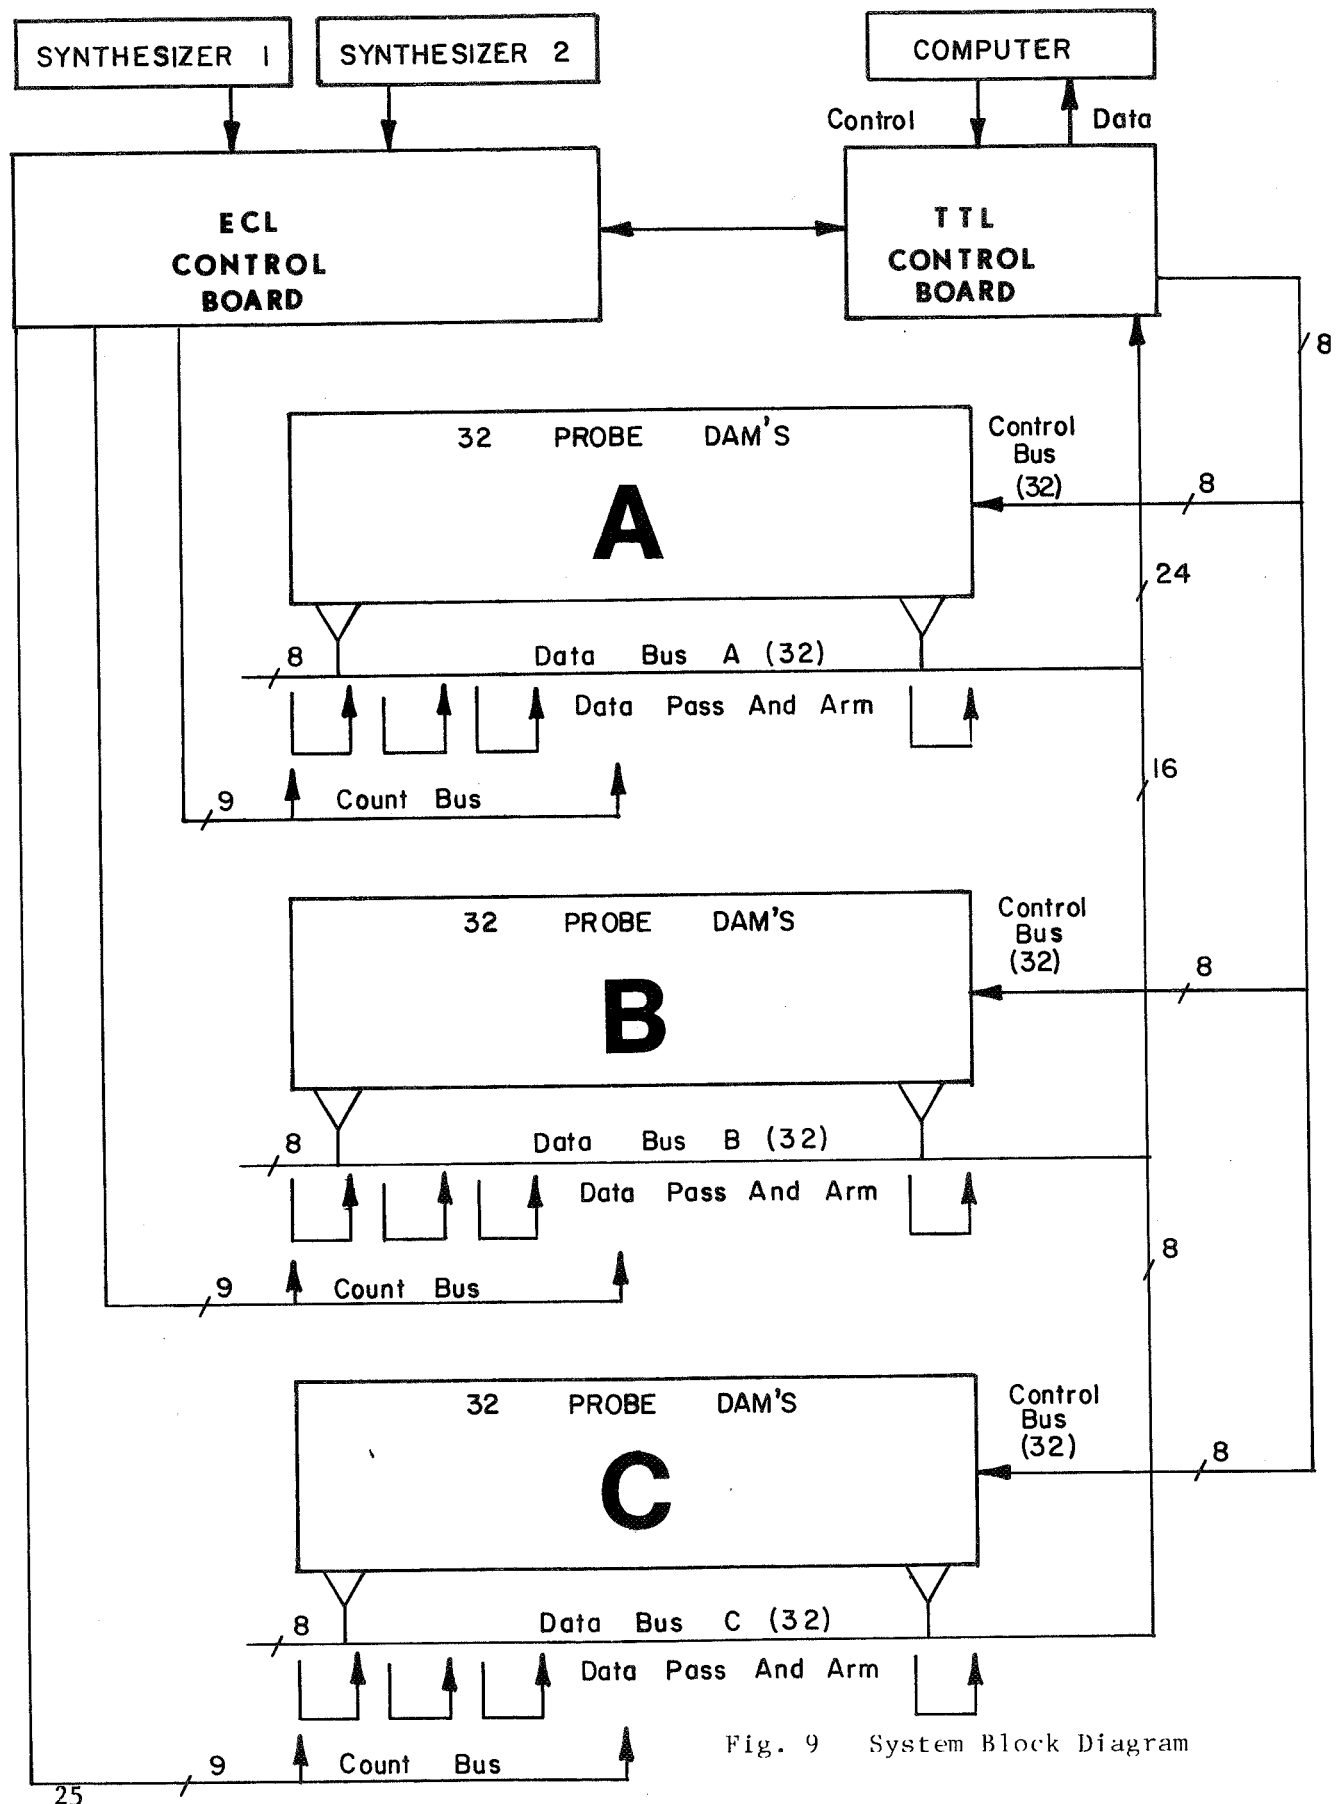 SYNTHESIZER 1
SYNTHESIZER 2
COMPUTER
Control
Data
ECL
CONTROL
BOARD
TTL
CONTROL
BOARD
8
32 PROBE DAM'S
A
Control
Bus
(32)
8
24
8
Data Bus A (32)
Data Pass And Arm
16
9
Count Bus
32 PROBE DAM'S
B
Control
Bus
(32)
8
8
Data Bus B (32)
Data Pass And Arm
8
9
Count Bus
32 PROBE DAM'S
C
Control
Bus
(32)
8
8
Data Bus C (32)
Data Pass And Arm
9
Count Bus
Fig. 9 System Block Diagram
25